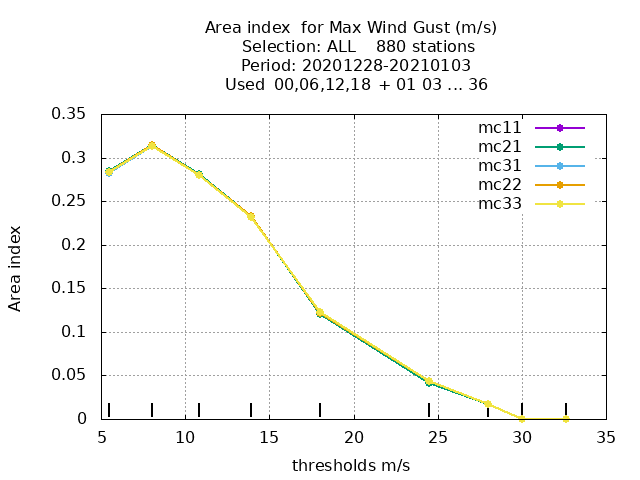 Area index  for Max Wind Gust (m/s)
Selection: ALL    880 stations
Period: 20201228-20210103
Used  00,06,12,18  + 01 03 ... 36
0.35
0.3
0.25
0.2
0.15
0.1
0.05
0
mc11
mc21
mc31
mc22
mc33
Area index
5 10 15 20 25 30 35
thresholds m/s